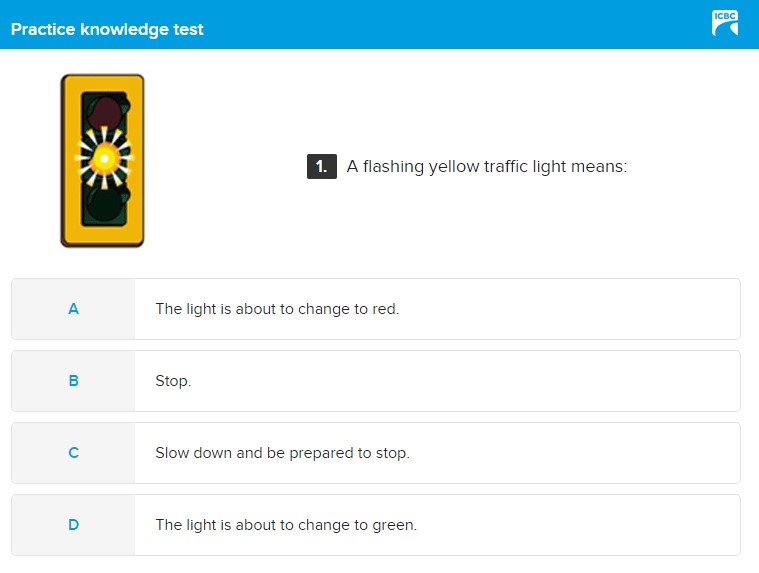 Practice knowledge test
ICBC
1. A flashing yellow traffic light means:
A The light is about to change to red.
B Stop.
C Slow down and be prepared to stop.
D The light is about to change to green.